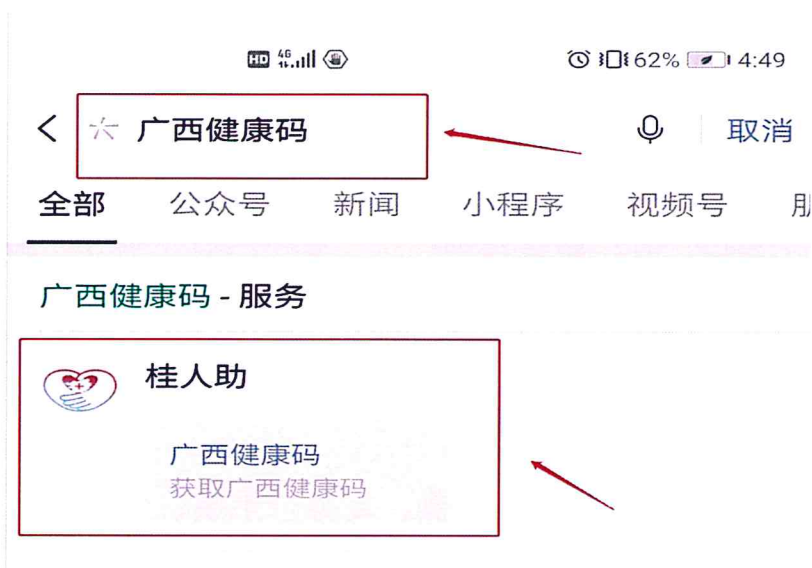 HD 4G 62% 4:49
广西健康码 取消
全部 公众号 新闻 小程序 视频号
广西健康码 - 服务
桂人助
广西健康码
获取广西健康码